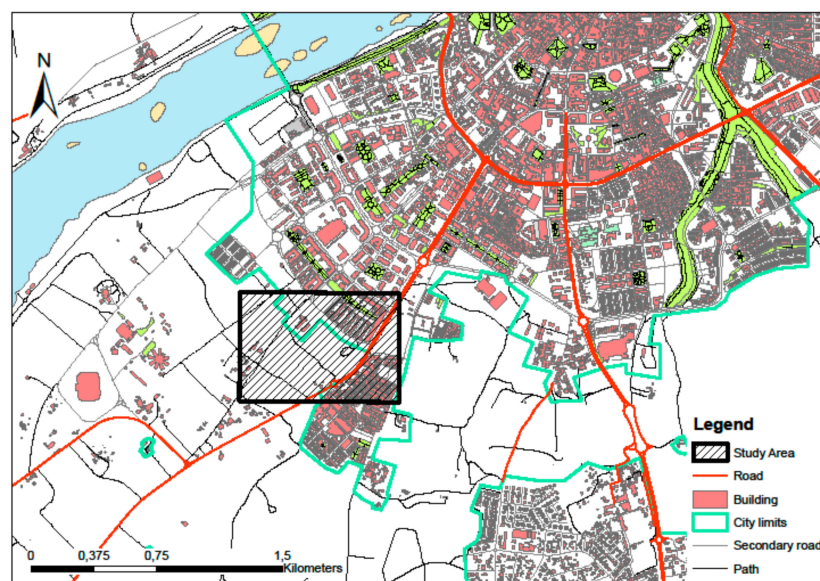 N
Legend
Study Area
Road
Building
City limits
Secondary road
Path
0 0,375 0,75 1,5
Kilometers